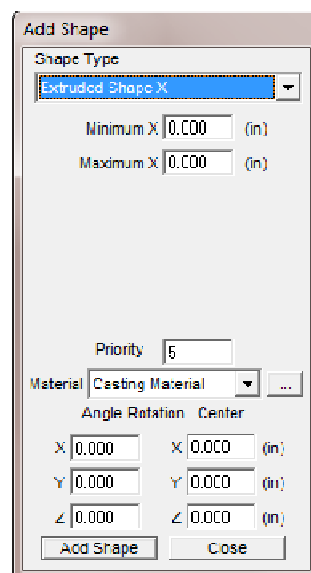 Add Shape
Shape Type
Extruded Shape X
Minimum X 0.000 (in)
Maximum X 0.000 (in)
Priority 5
Material Casting Material ...
Angle Rotation Center
X 0.000 X 0.000 (in)
Y 0.000 Y 0.000 (in)
Z 0.000 Z 0.000 (in)
Add Shape Close